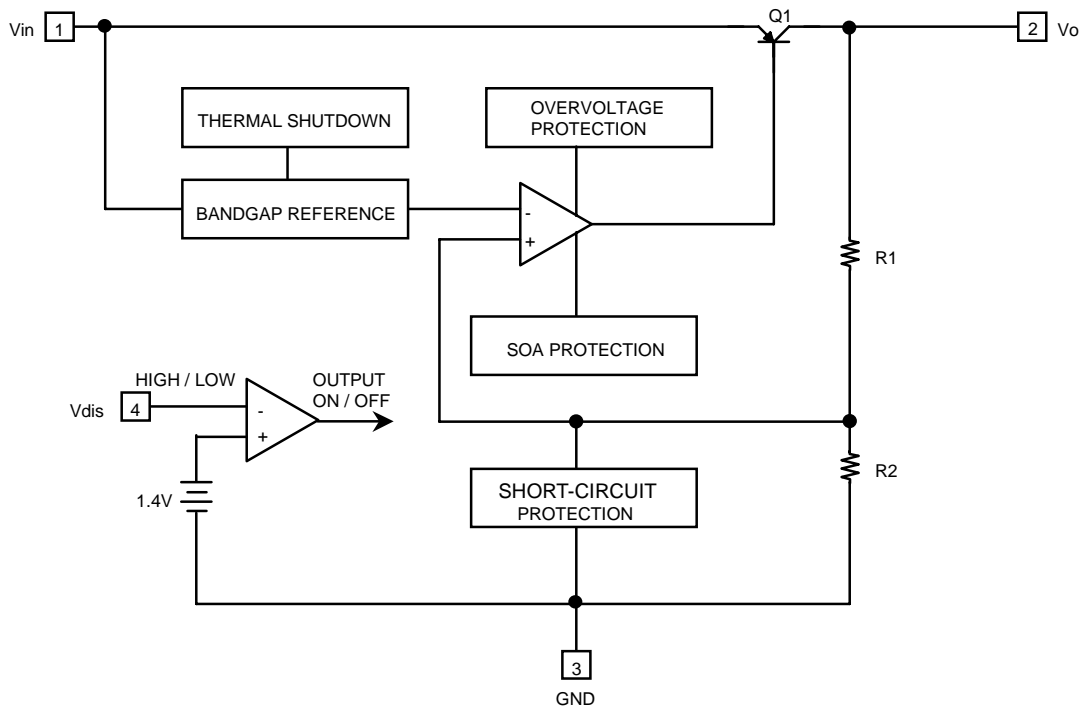 Q1
Vin 1
2 Vo
THERMAL SHUTDOWN
OVERVOLTAGE
PROTECTION
BANDGAP REFERENCE
-
+
R1
SOA PROTECTION
HIGH / LOW
OUTPUT
ON / OFF
Vdis 4
-
+
R2
1.4V
SHORT-CIRCUIT
PROTECTION
3
GND